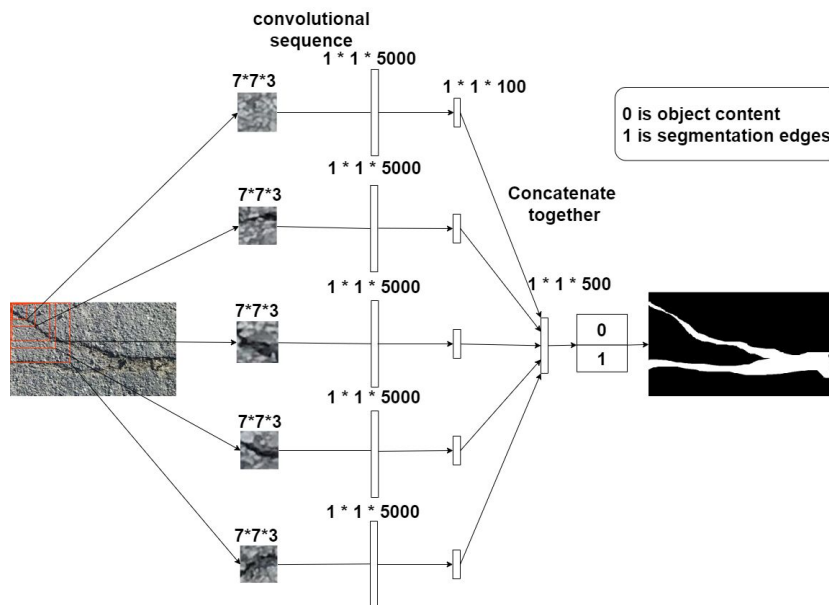 convolutional
sequence
1 * 1 * 5000
7*7*3
1 * 1 * 100
0 is object content
1 is segmentation edges
1 * 1 * 5000
7*7*3
Concatenate
together
1 * 1 * 5000
1 * 1 * 500
7*7*3
0
1
1 * 1 * 5000
7*7*3
1 * 1 * 5000
7*7*3